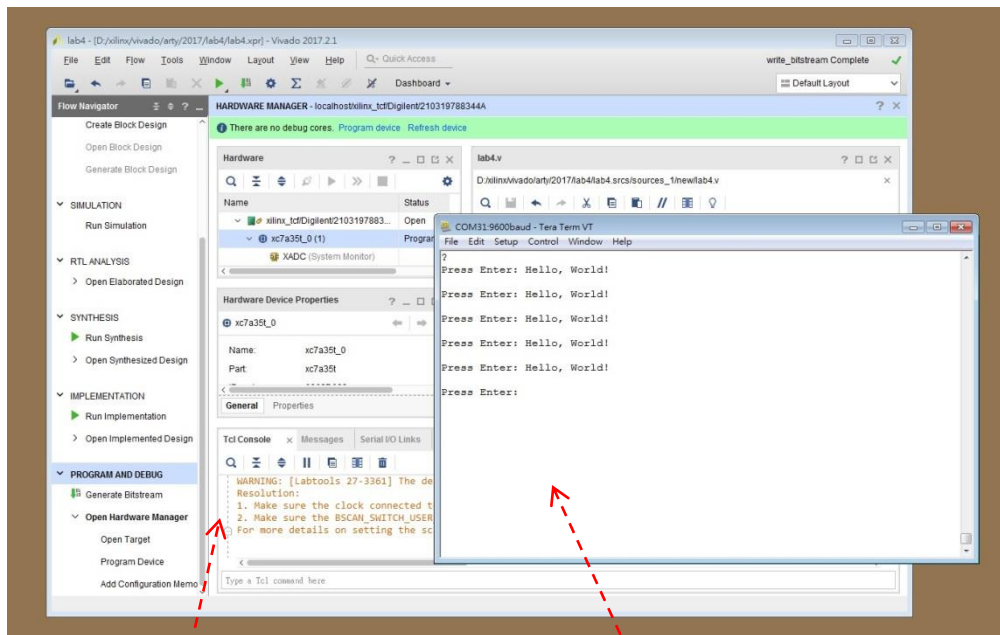 lab4 - [D:/xilinx/vivado/arty/2017/lab4/lab4.xpr] - Vivado 2017.2.1
File Edit Flow Tools Window Layout View Help Quick Access
write_bitstream Complete
Dashboard
Default Layout
Flow Navigator
Create Block Design
Open Block Design
Generate Block Design
SIMULATION
Run Simulation
RTL ANALYSIS
Open Elaborated Design
SYNTHESIS
Run Synthesis
Open Synthesized Design
IMPLEMENTATION
Run Implementation
Open Implemented Design
PROGRAM AND DEBUG
Generate Bitstream
Open Hardware Manager
Open Target
Program Device
Add Configuration Memo
HARDWARE MANAGER - localhost/xilinx_tcf/Digilent/210319788344A
There are no debug cores. Program device Refresh device
Hardware
Name Status
xilinx_tcf/Digilent/2103197883... Open
xc7a35t_0 (1) Program
XADC (System Monitor)
Hardware Device Properties
xc7a35t_0
Name: xc7a35t_0
Part: xc7a35t
General Properties
Tcl Console Messages Serial I/O Links
WARNING: [Labtools 27-3361] The de
Resolution:
1. Make sure the clock connected t
2. Make sure the BSCAN_SWITCH_USER
For more details on setting the sc
Type a Tcl command here
lab4.v
D:/xilinx/vivado/arty/2017/lab4/lab4.srcs/sources_1/new/lab4.v
COM31:9600baud - Tera Term VT
File Edit Setup Control Window Help
?
Press Enter: Hello, World!
Press Enter: Hello, World!
Press Enter: Hello, World!
Press Enter: Hello, World!
Press Enter: Hello, World!
Press Enter: